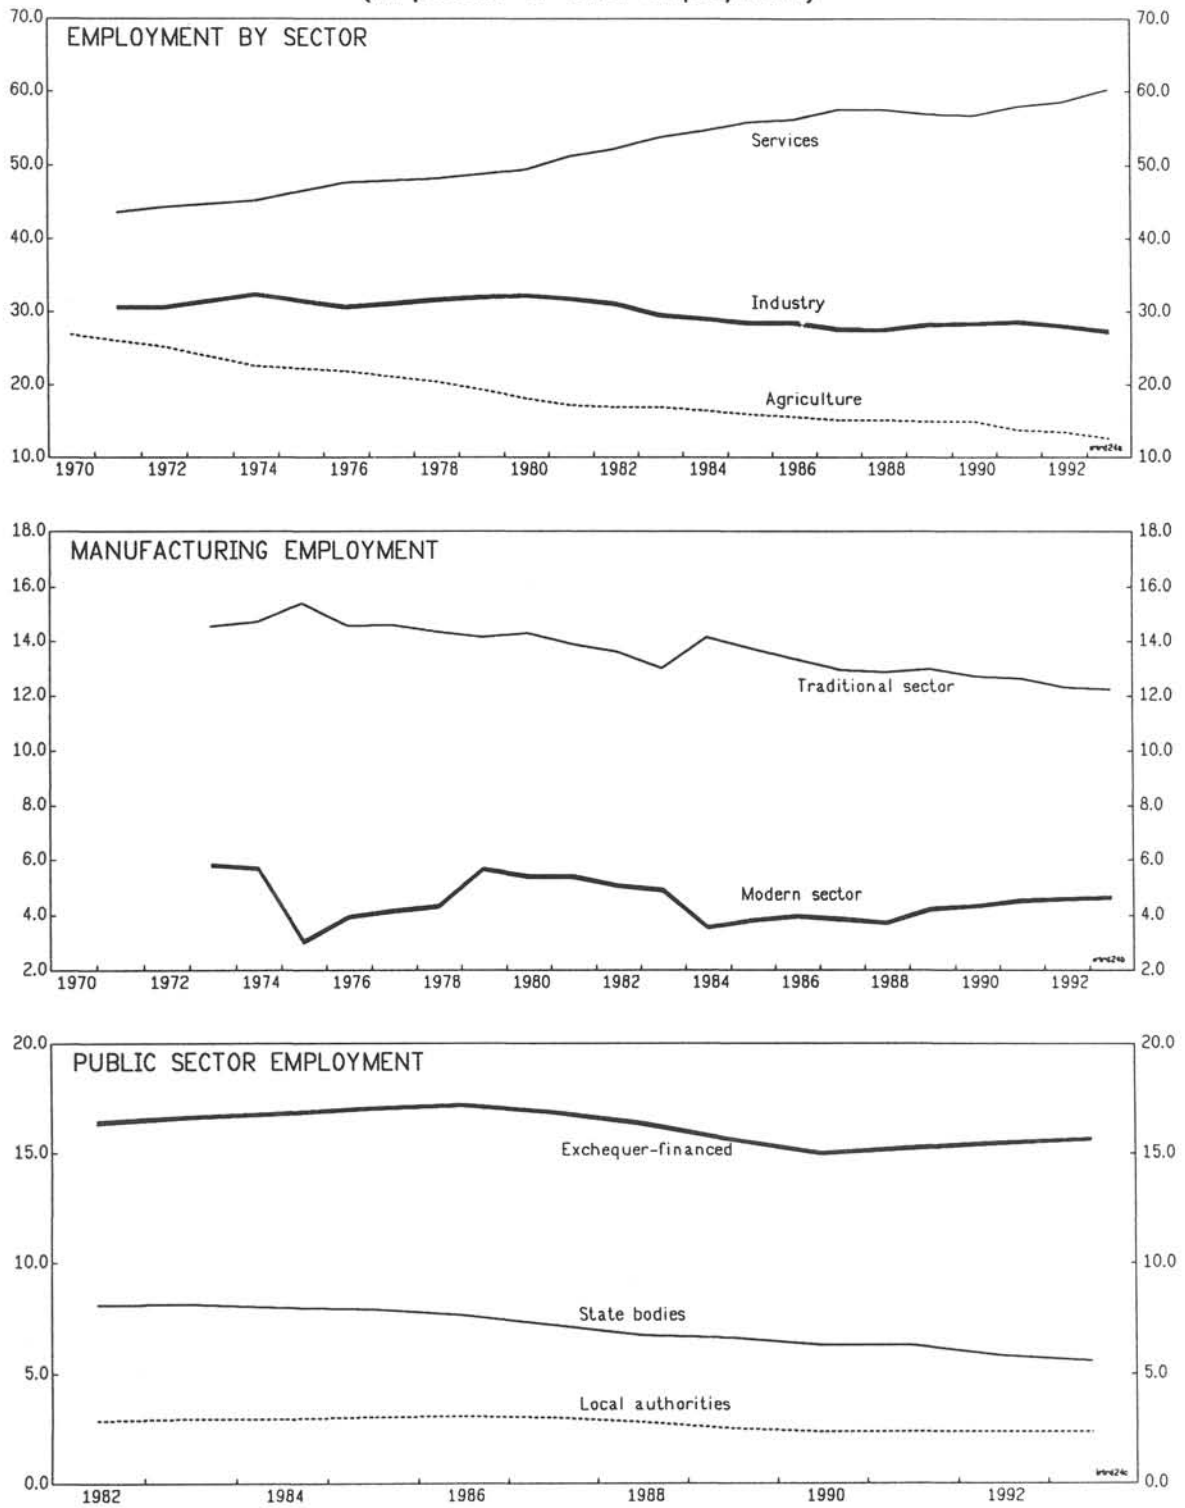 70.0 70.0
EMPLOYMENT BY SECTOR
60.0 60.0
Services
50.0 50.0
40.0 40.0
Industry
30.0 30.0
20.0 Agriculture 20.0
10.0 10.0
1970 1972 1974 1976 1978 1980 1982 1984 1986 1988 1990 1992
18.0 18.0
MANUFACTURING EMPLOYMENT
16.0 16.0
14.0 14.0
Traditional sector
12.0 12.0
10.0 10.0
8.0 8.0
6.0 6.0
Modern sector
4.0 4.0
2.0 2.0
1970 1972 1974 1976 1978 1980 1982 1984 1986 1988 1990 1992
20.0 20.0
PUBLIC SECTOR EMPLOYMENT
15.0 Exchequer-financed 15.0
10.0 10.0
State bodies
5.0 5.0
Local authorities
0.0 0.0
1982 1984 1986 1988 1990 1992